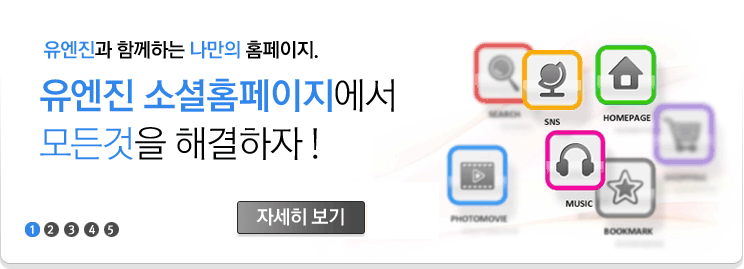 유엔진과 함께하는 나만의 홈페이지.
유엔진 소셜홈페이지에서
모든것을 해결하자 !
자세히 보기
1 2 3 4 5
SEARCH
SNS
HOMEPAGE
SHOPPING
PHOTOMOVIE
MUSIC
BOOKMARK